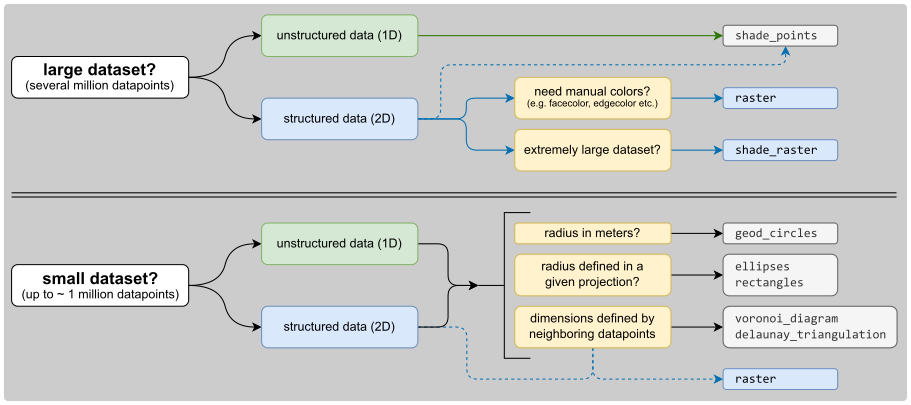 large dataset?
(several million datapoints)
unstructured data (1D)
shade_points
structured data (2D)
need manual colors?
(e.g. facecolor, edgecolor etc.)
raster
extremely large dataset?
shade_raster
small dataset?
(up to ~ 1 million datapoints)
unstructured data (1D)
structured data (2D)
radius in meters?
geod_circles
radius defined in a
given projection?
ellipses
rectangles
dimensions defined by
neighboring datapoints
voronoi_diagram
delaunay_triangulation
raster